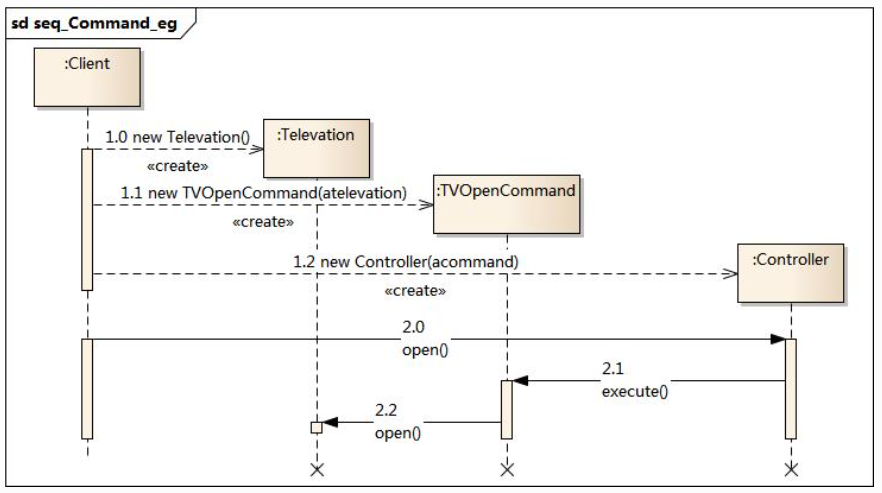 sd seq_Command_eg
:Client
1.0 new Televation()
:Televation
«create»
1.1 new TVOpenCommand(atelevation)
:TVOpenCommand
«create»
1.2 new Controller(acommand)
:Controller
«create»
2.0
open()
2.1
execute()
2.2
open()